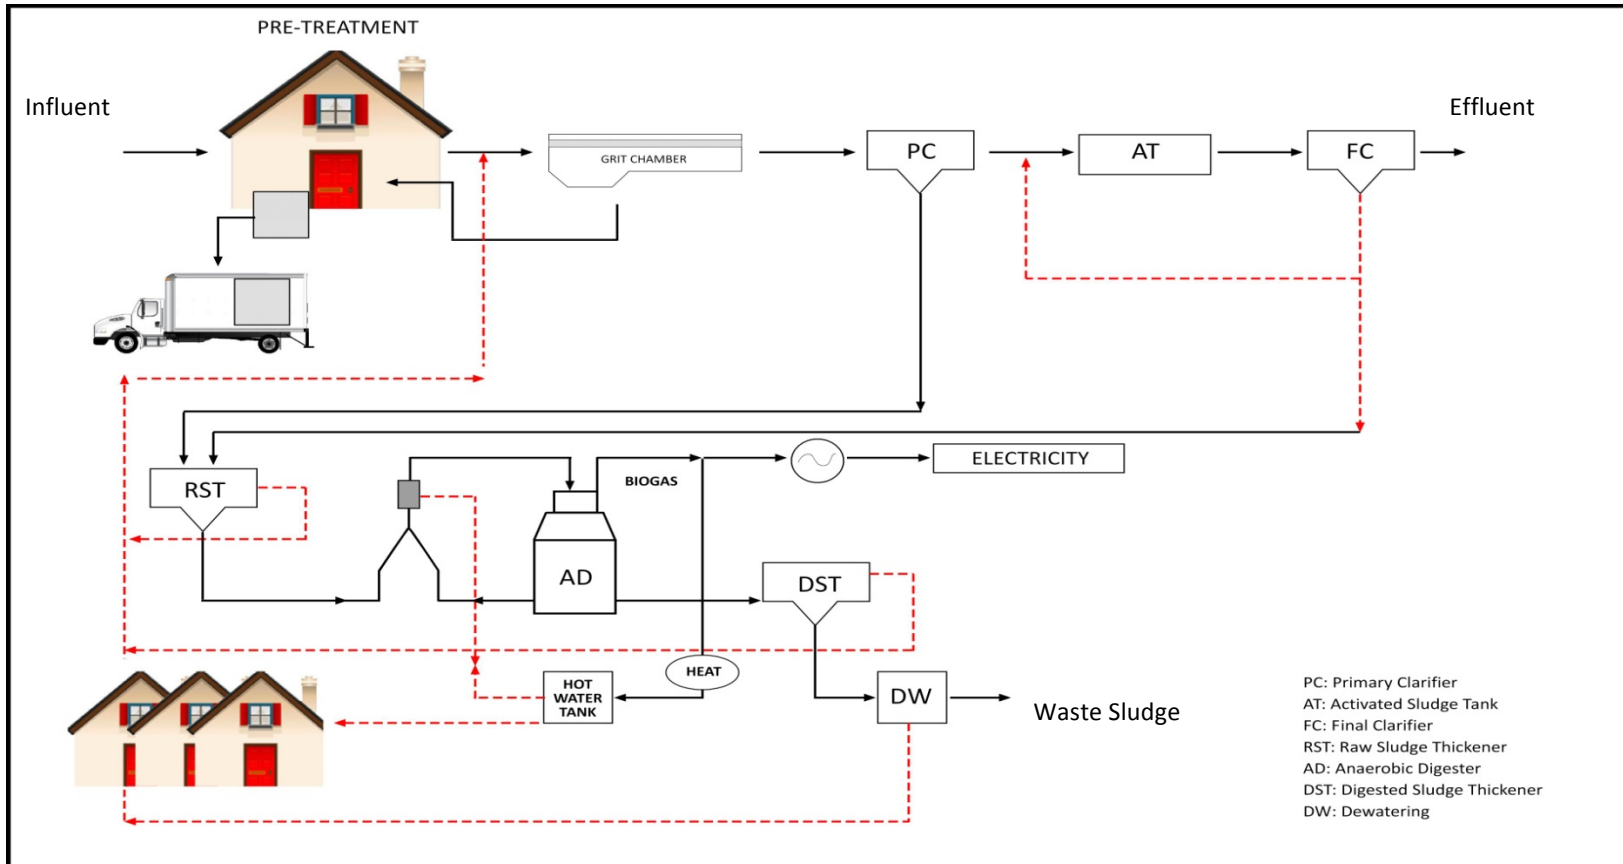 PRE-TREATMENT
Influent
Effluent
GRIT CHAMBER
PC
AT
FC
RST
BIOGAS
ELECTRICITY
AD
DST
HEAT
HOT
WATER
TANK
DW
Waste Sludge
PC: Primary Clarifier
AT: Activated Sludge Tank
FC: Final Clarifier
RST: Raw Sludge Thickener
AD: Anaerobic Digester
DST: Digested Sludge Thickener
DW: Dewatering